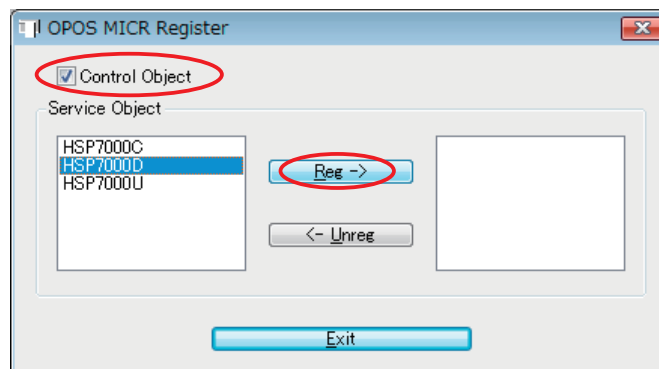 OPOS MICR Register
Control Object
Service Object
HSP7000C
HSP7000D
HSP7000U
Reg ->
<- Unreg
Exit